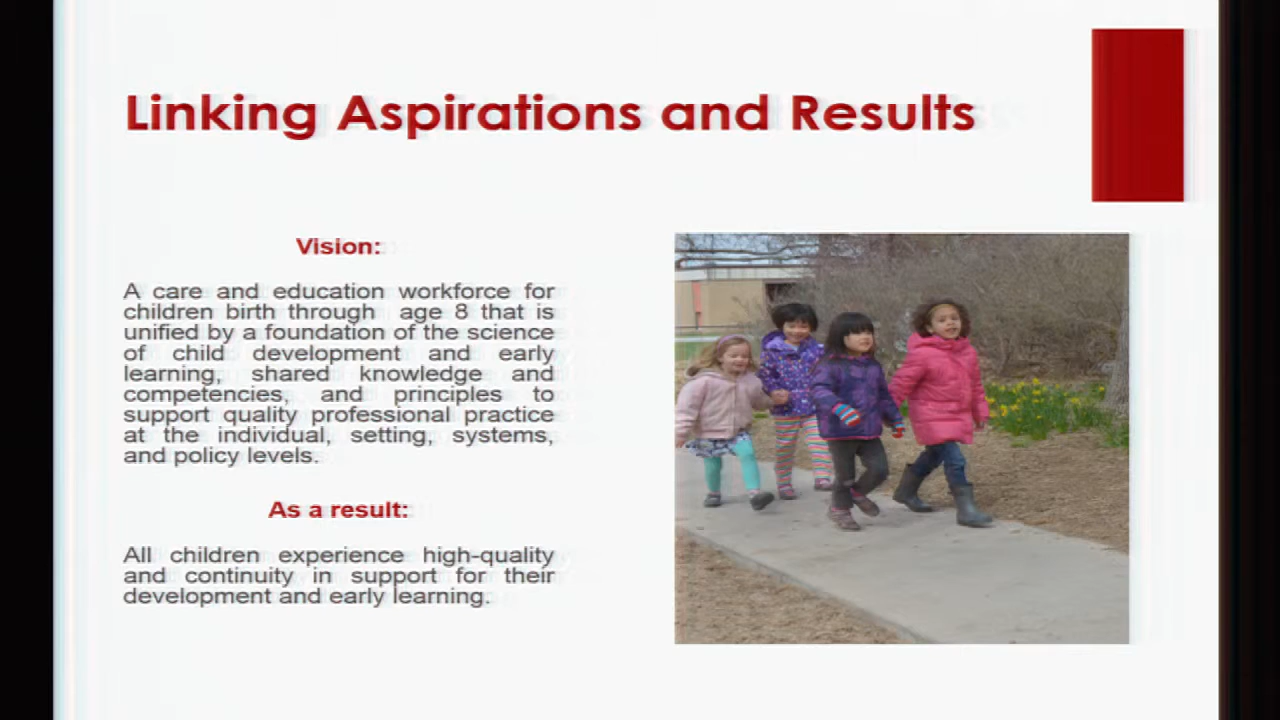 Linking Aspirations and Results
Vision:
A care and education workforce for
children birth through age 8 that is
unified by a foundation of the science
of child development and early
learning, shared knowledge and
competencies, and principles to
support quality professional practice
at the individual, setting, systems,
and policy levels.
As a result:
All children experience high-quality
and continuity in support for their
development and early learning.